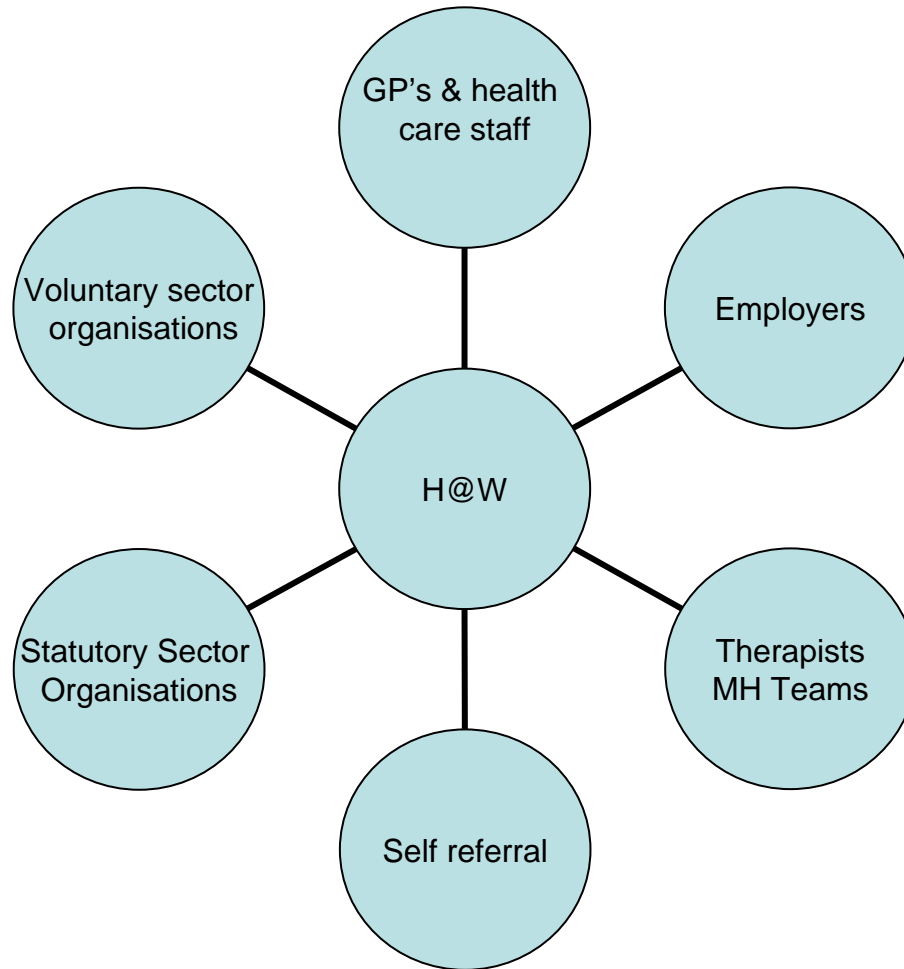 GP's & health
care staff
Voluntary sector
organisations
Employers
H@W
Statutory Sector
Organisations
Therapists
MH Teams
Self referral